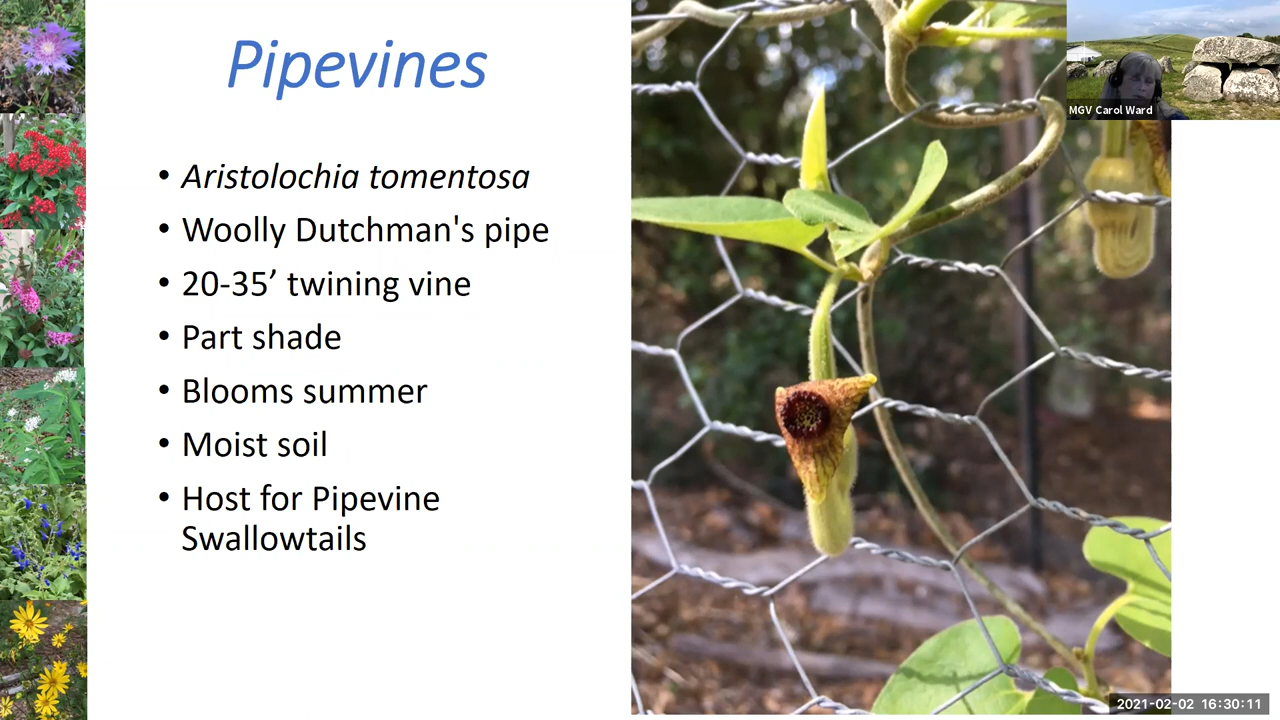 Pipevines
• Aristolochia tomentosa
• Woolly Dutchman's pipe
• 20-35’ twining vine
• Part shade
• Blooms summer
• Moist soil
• Host for Pipevine
Swallowtails
MGV Carol Ward
2021-02-02 16:30:11